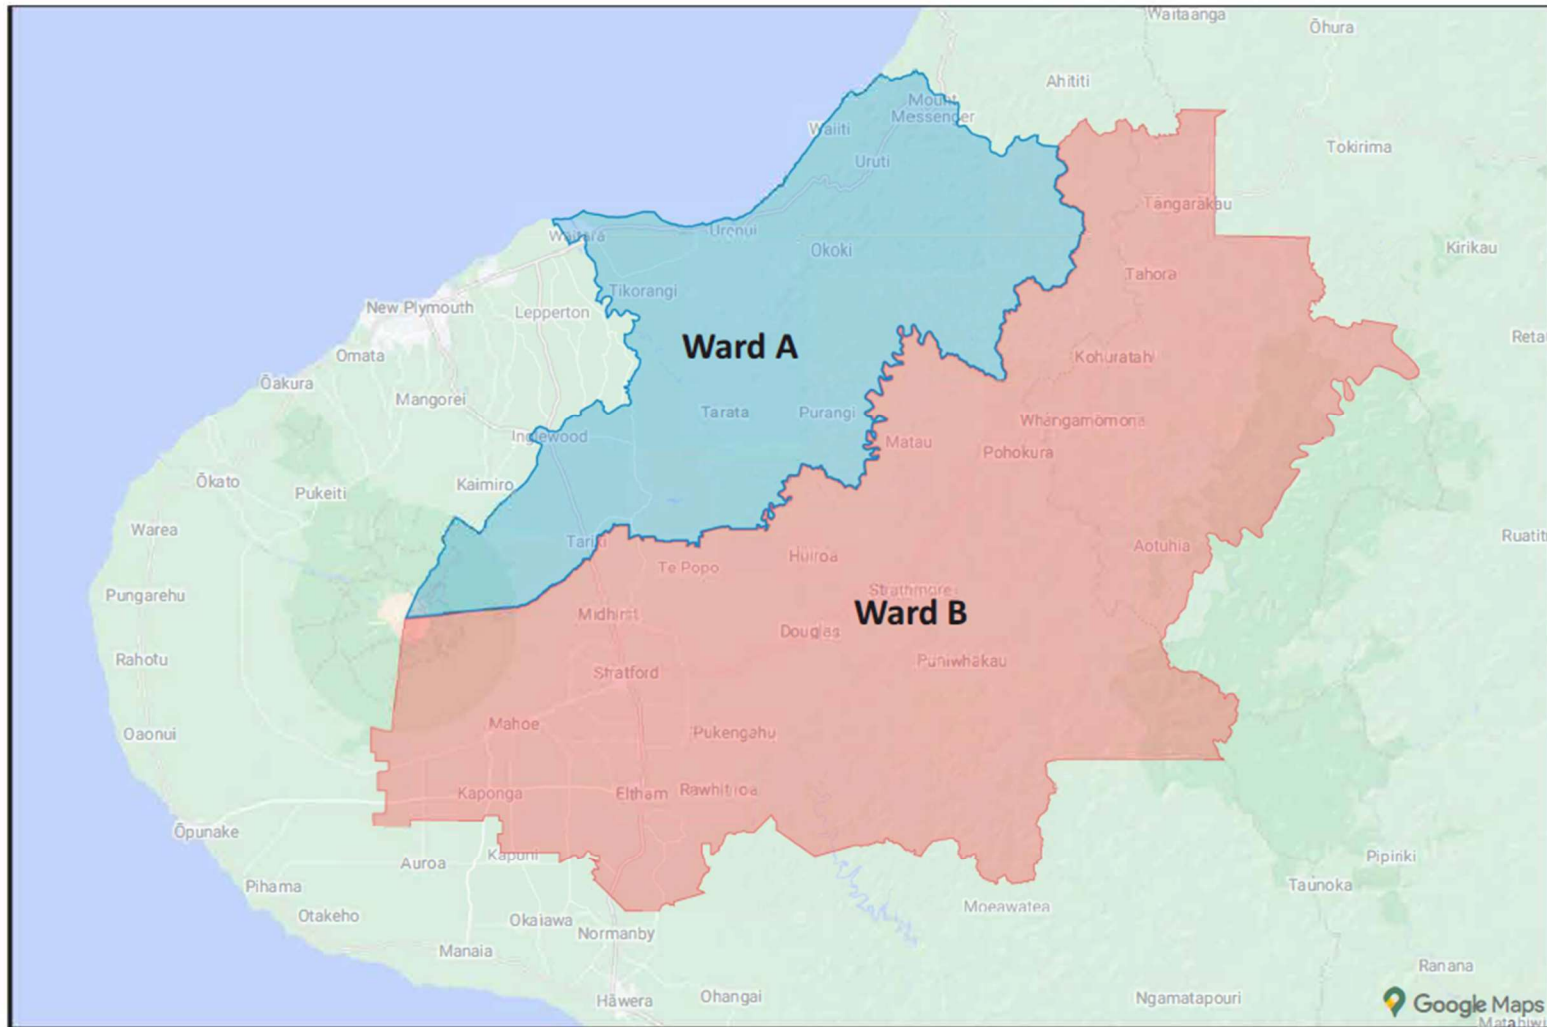 Waitaanga
Ōhura
Ahititi
Mount
Messenger
Waiiti
Tokirima
Uruti
Tāngarākau
Waitara
Urenui
Okoki
Kirikau
Tahora
Tikorangi
New Plymouth
Lepperton
Omata
Ward A
Kohuratahi
Ōakura
Mangorei
Tarata
Purangi
Whangamōmona
Inglewood
Matau
Pohokura
Ōkato
Pukeiti
Kaimiro
Warea
Tariki
Huiroa
Aotuhia
Te Popo
Strathmore
Pungarehu
Midhirst
Ward B
Douglas
Rahotu
Stratford
Puniwhakau
Mahoe
Pukengahu
Oaonui
Kaponga
Eltham
Rawhitiroa
Ōpunake
Auroa
Kapuni
Pipiriki
Pihama
Taunoka
Otakeho
Okaiawa
Moeawatea
Normanby
Manaia
Ranana
Hāwera
Ohangai
Ngamatapouri
Google Maps